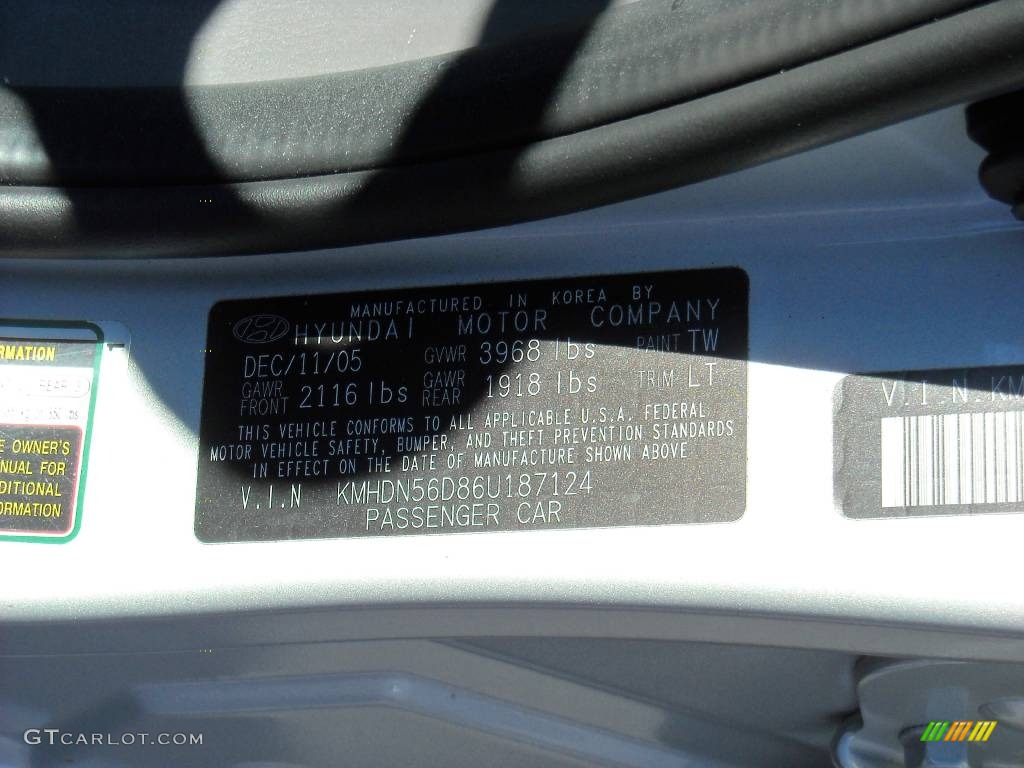 MANUFACTURED IN KOREA BY
HYUNDAI MOTOR COMPANY
DEC/11/05 GVWR 3968 lbs PAINT TW
GAWR FRONT 2116 lbs GAWR REAR 1918 lbs TRIM LT
THIS VEHICLE CONFORMS TO ALL APPLICABLE U.S.A. FEDERAL
MOTOR VEHICLE SAFETY, BUMPER, AND THEFT PREVENTION STANDARDS
IN EFFECT ON THE DATE OF MANUFACTURE SHOWN ABOVE
V.I.N KMHDN56D86U187124
PASSENGER CAR
RMATION
REAR
lbs
E OWNER'S
NUAL FOR
DITIONAL
ORMATION
V.I.N.KM
GTCARLOT.COM